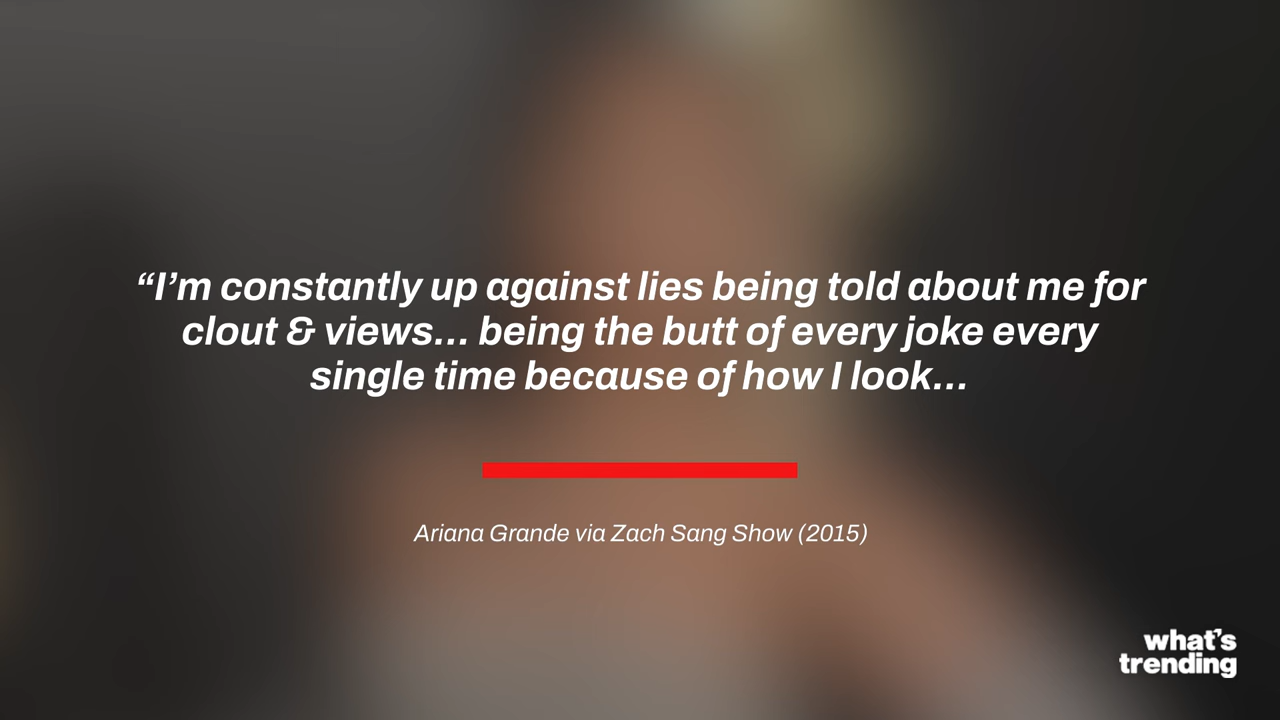 “I’m constantly up against lies being told about me for
clout & views... being the butt of every joke every
single time because of how I look...
Ariana Grande via Zach Sang Show (2015)
what's
trending